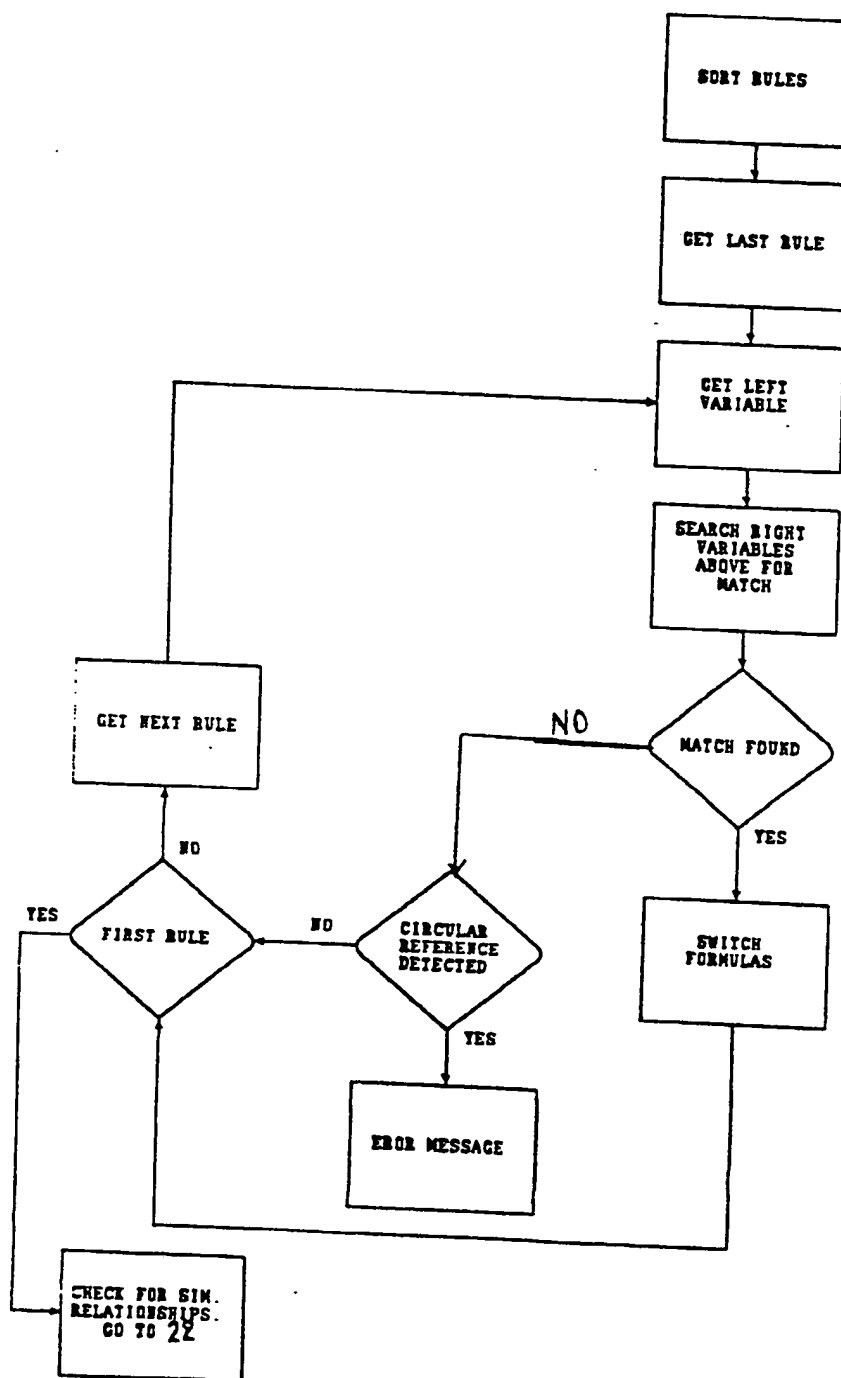 SORT RULES
GET LAST RULE
GET LEFT
VARIABLE
SEARCH RIGHT
VARIABLES
ABOVE FOR
MATCH
GET NEXT RULE
NO
MATCH FOUND
NO
YES
YES
FIRST RULE
NO
CIRCULAR
REFERENCE
DETECTED
SWITCH
FORMULAS
YES
EROR MESSAGE
CHECK FOR SIM.
RELATIONSHIPS.
GO TO 22